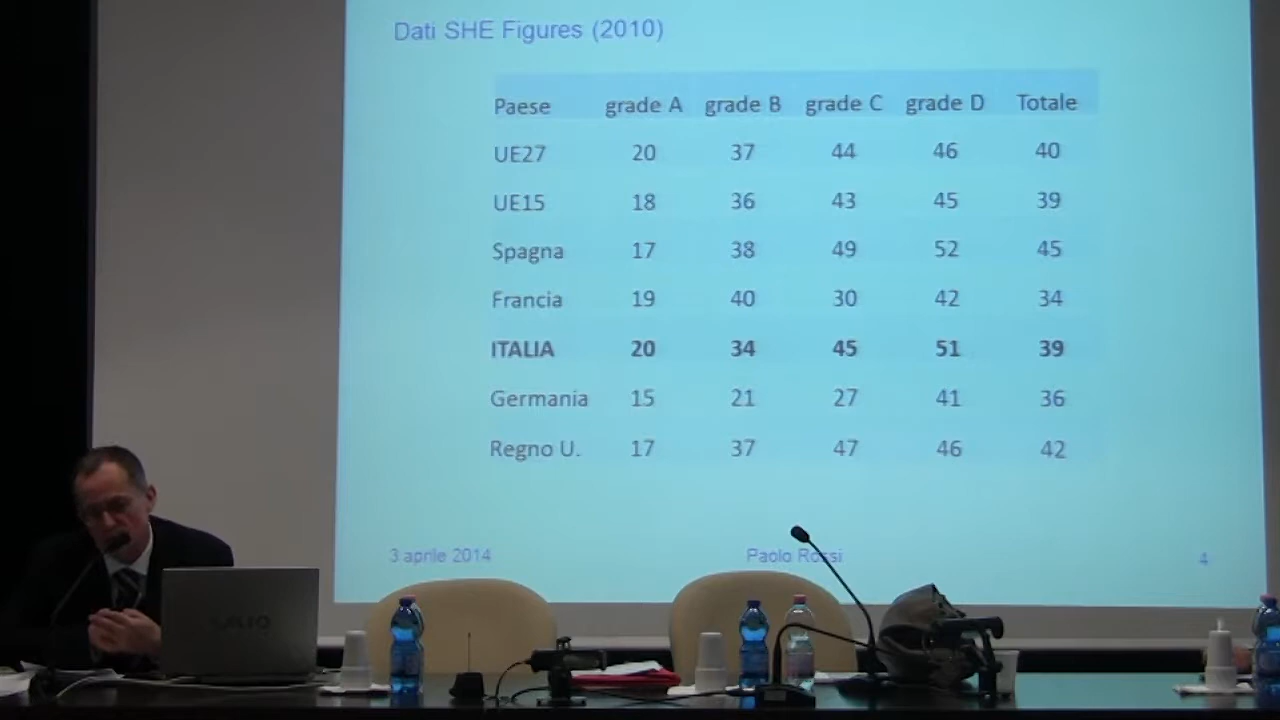 Dati SHE Figures (2010)
Paese grade A grade B grade C grade D Totale
UE27 20 37 44 46 40
UE15 18 36 43 45 39
Spagna 17 38 49 52 45
Francia 19 40 30 42 34
ITALIA 20 34 45 51 39
Germania 15 21 27 41 36
Regno U. 17 37 47 46 42
3 aprile 2014 Paolo Rossi 4